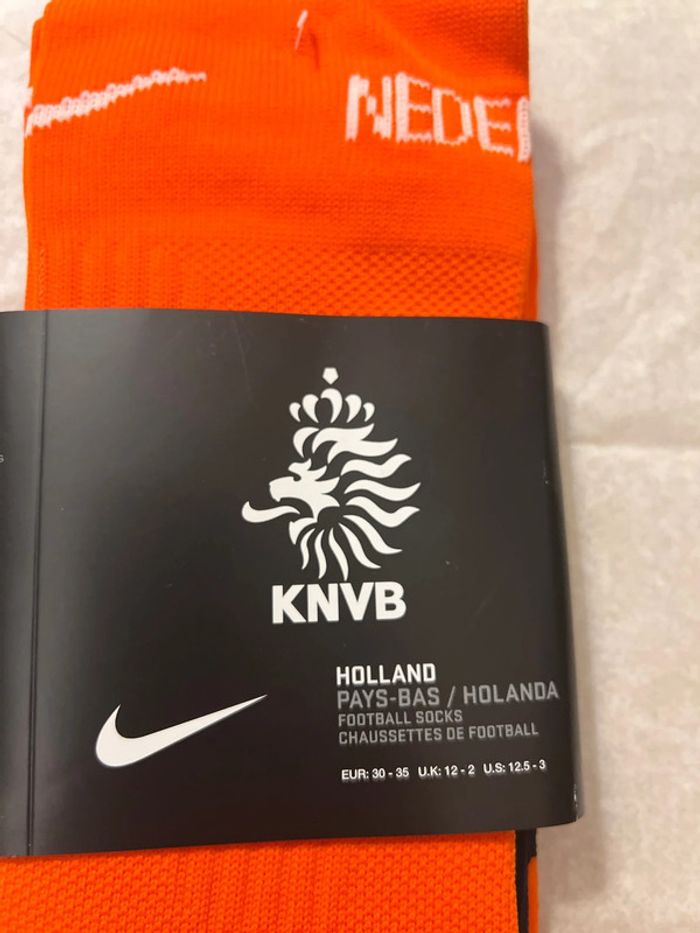 NEDE
KNVB
HOLLAND
PAYS-BAS / HOLANDA
FOOTBALL SOCKS
CHAUSSETTES DE FOOTBALL
EUR: 30 - 35 U.K: 12 - 2 U.S: 12.5 - 3